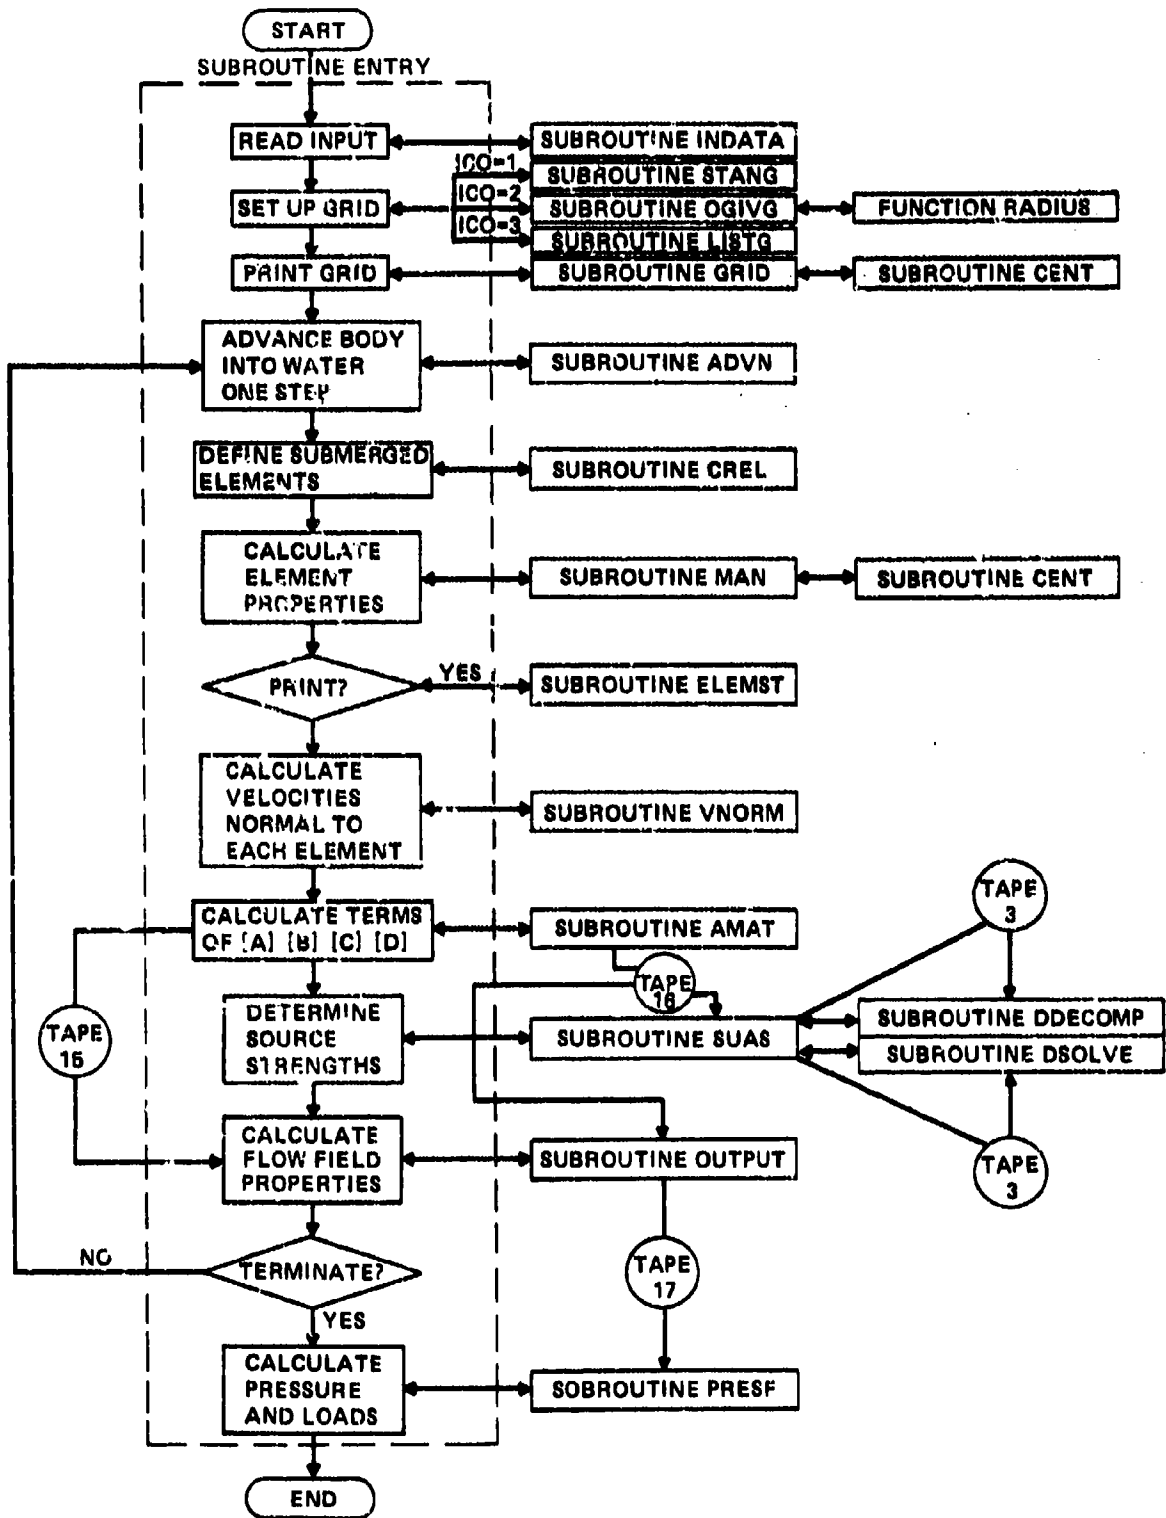 START
SUBROUTINE ENTRY
READ INPUT
SUBROUTINE INDATA
ICO=1
SUBROUTINE STANG
SET UP GRID
ICO=2
SUBROUTINE OGIVG
FUNCTION RADIUS
ICO=3
SUBROUTINE LISTG
PRINT GRID
SUBROUTINE GRID
SUBROUTINE CENT
ADVANCE BODY
INTO WATER
ONE STEP
SUBROUTINE ADVN
DEFINE SUBMERGED
ELEMENTS
SUBROUTINE CREL
CALCULATE
ELEMENT
PROPERTIES
SUBROUTINE MAN
SUBROUTINE CENT
PRINT?
YES
SUBROUTINE ELEMST
CALCULATE
VELOCITIES
NORMAL TO
EACH ELEMENT
SUBROUTINE VNORM
CALCULATE TERMS
OF [A] [B] [C] [D]
SUBROUTINE AMAT
TAPE
3
TAPE
16
TAPE
15
DETERMINE
SOURCE
STRENGTHS
SUBROUTINE SUAS
SUBROUTINE DDECOMP
SUBROUTINE DSOLVE
CALCULATE
FLOW FIELD
PROPERTIES
SUBROUTINE OUTPUT
TAPE
3
NO
TERMINATE?
TAPE
17
YES
CALCULATE
PRESSURE
AND LOADS
SOBROUTINE PRESF
END